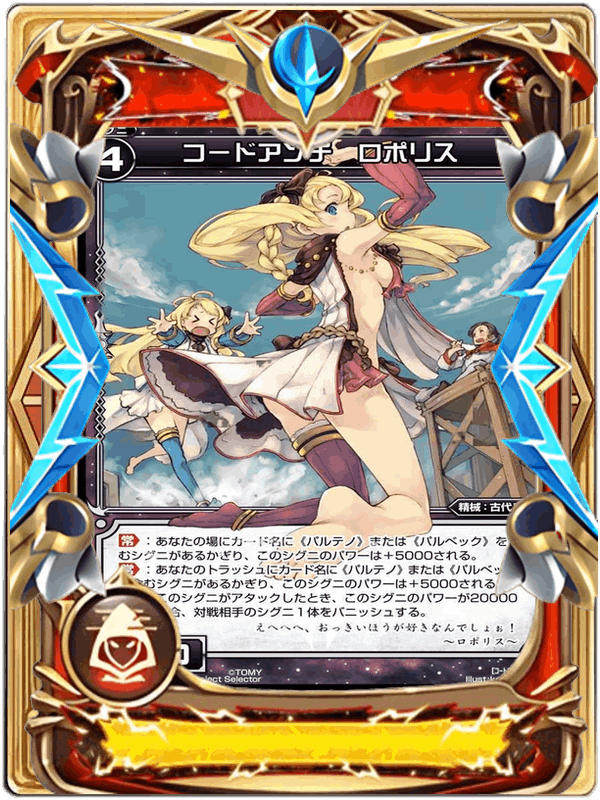 4
コードアンチ ロポリス
精械：古代
常：あなたの場にカード名に《パルテノ》または《バルベック》を
むシグニがあるかぎり、このシグニのパワーは＋5000される。
常：あなたのトラッシュにカード名に《パルテノ》または《バルベッ
むシグニがあるかぎり、このシグニのパワーは＋5000される
このシグニがアタックしたとき、このシグニのパワーが20000
合、対戦相手のシグニ１体をバニッシュする。
えへへへ、おっきいほうが好きなんでしょぉ！
～ロポリス～
©TOMY
Selector
Illust